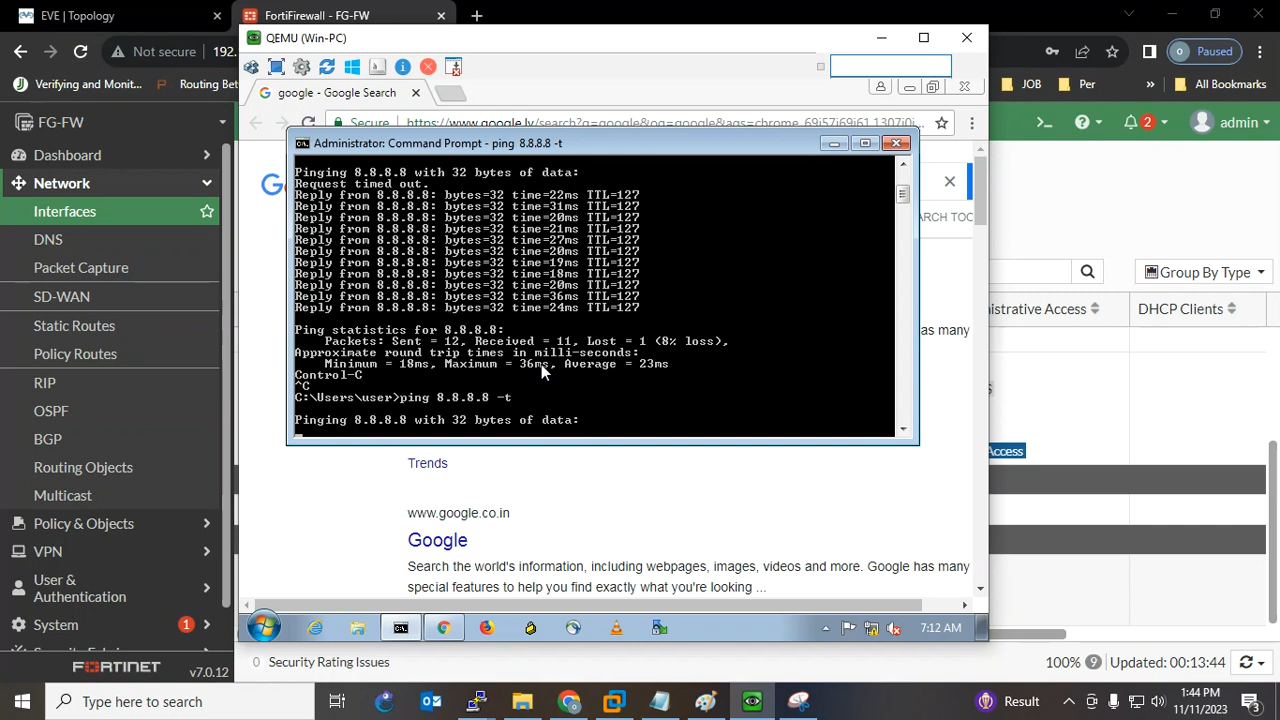 EVE | Topology
FortiFirewall - FG-FW
Not secure
192.
Paused
Verifying and Morit
P
Biti
JOB
Per
All Bookmarks
QEMU (Win-PC)
google - Google Search
Secure
https://www.google.lv/search?q=google&oq=google&aqs=chrome
FG-FW
admin
2
Dashboard
Network
Interfaces
DNS
Packet Capture
SD-WAN
Static Routes
Policy Routes
RIP
OSPF
BGP
Routing Objects
Multicast
Policy & Objects
VPN
User &
Authentication
System
1
FORTINET
v7.0.12
Administrator: Command Prompt - ping 8.8.8.8 -t
Pinging 8.8.8.8 with 32 bytes of data:
Request timed out.
Reply from 8.8.8.8: bytes=32 time=22ms TTL=127
Reply from 8.8.8.8: bytes=32 time=31ms TTL=127
Reply from 8.8.8.8: bytes=32 time=20ms TTL=127
Reply from 8.8.8.8: bytes=32 time=21ms TTL=127
Reply from 8.8.8.8: bytes=32 time=27ms TTL=127
Reply from 8.8.8.8: bytes=32 time=20ms TTL=127
Reply from 8.8.8.8: bytes=32 time=19ms TTL=127
Reply from 8.8.8.8: bytes=32 time=18ms TTL=127
Reply from 8.8.8.8: bytes=32 time=20ms TTL=127
Reply from 8.8.8.8: bytes=32 time=36ms TTL=127
Reply from 8.8.8.8: bytes=32 time=24ms TTL=127
Ping statistics for 8.8.8.8:
Packets: Sent = 12, Received = 11, Lost = 1 (8% loss),
Approximate round trip times in milli-seconds:
Minimum = 18ms, Maximum = 36ms, Average = 23ms
Control-C
^C
C:\Users\user>ping 8.8.8.8 -t
Pinging 8.8.8.8 with 32 bytes of data:
ARCH TOO
Group By Type
nistrative Access
DHCP Clients
as many
Access
Trends
www.google.co.in
Google
Search the world's information, including webpages, images, videos and more. Google has many
special features to help you find exactly what you're looking ...
7:12 AM
0 Security Rating Issues
100%
9
Updated: 00:13:44
Type here to search
Result
1:44 PM
11/11/2023
3